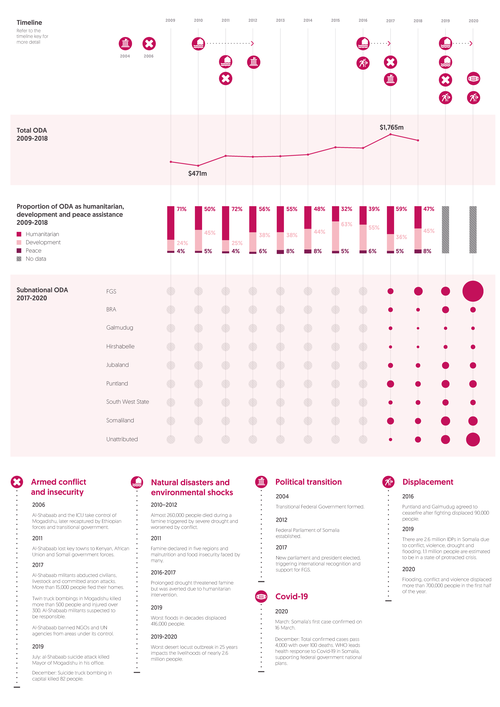 Timeline
Refer to the
timeline key for
more detail
2004
2006
2009
2010
2011
2012
2013
2014
2015
2016
2017
2018
2019
2020
Total ODA
2009-2018
$471m
$1,765m
Proportion of ODA as humanitarian,
development and peace assistance
2009-2018
Humanitarian
Development
Peace
No data
71%
50%
72%
56%
55%
48%
32%
39%
59%
47%
24%
45%
25%
38%
38%
44%
63%
55%
36%
45%
4%
5%
4%
6%
8%
8%
5%
6%
5%
8%
Subnational ODA
2017-2020
FGS
BRA
Galmudug
Hirshabelle
Jubaland
Puntland
South West State
Somaliland
Unattributed
Armed conflict
and insecurity
2006
Al-Shabaab and the ICU take control of
Mogadishu, later recaptured by Ethiopian
forces and transitional government.
2011
Al-Shabaab lost key towns to Kenyan, African
Union and Somali government forces.
2017
Al-Shabaab militants abducted civilians,
livestock and committed arson attacks.
More than 15,000 people fled their homes.
Twin truck bombings in Mogadishu killed
more than 500 people and injured over
300. Al-Shabaab militants suspected to
be responsible.
Al-Shabaab banned NGOs and UN
agencies from areas under its control.
2019
July: al-Shabaab suicide attack killed
Mayor of Mogadishu in his office.
December: Suicide truck bombing in
capital killed 82 people.
Natural disasters and
environmental shocks
2010–2012
Almost 260,000 people died during a
famine triggered by severe drought and
worsened by conflict.
2011
Famine declared in five regions and
malnutrition and food insecurity faced by
many.
2016-2017
Prolonged drought threatened famine
but was averted due to humanitarian
intervention.
2019
Worst floods in decades displaced
416,000 people.
2019-2020
Worst desert locust outbreak in 25 years
impacts the livelihoods of nearly 2.6
million people.
Political transition
2004
Transitional Federal Government formed.
2012
Federal Parliament of Somalia
established.
2017
New parliament and president elected,
triggering international recognition and
support for FGS.
Covid-19
2020
March: Somalia's first case confirmed on
16 March.
December: Total confirmed cases past
4,000 with over 100 deaths. WHO leads
health response to Covid-19 in Somalia,
supporting federal government national
plans.
Displacement
2016
Puntland and Galmudug agreed to
ceasefire after fighting displaced 90,000
people.
2019
There are 2.6 million IDPs in Somalia due
to conflict, violence, drought and
flooding. 1.1 million people are estimated
to be in a state of protracted crisis.
2020
Flooding, conflict and violence displaced
more than 700,000 people in the first half
of the year.